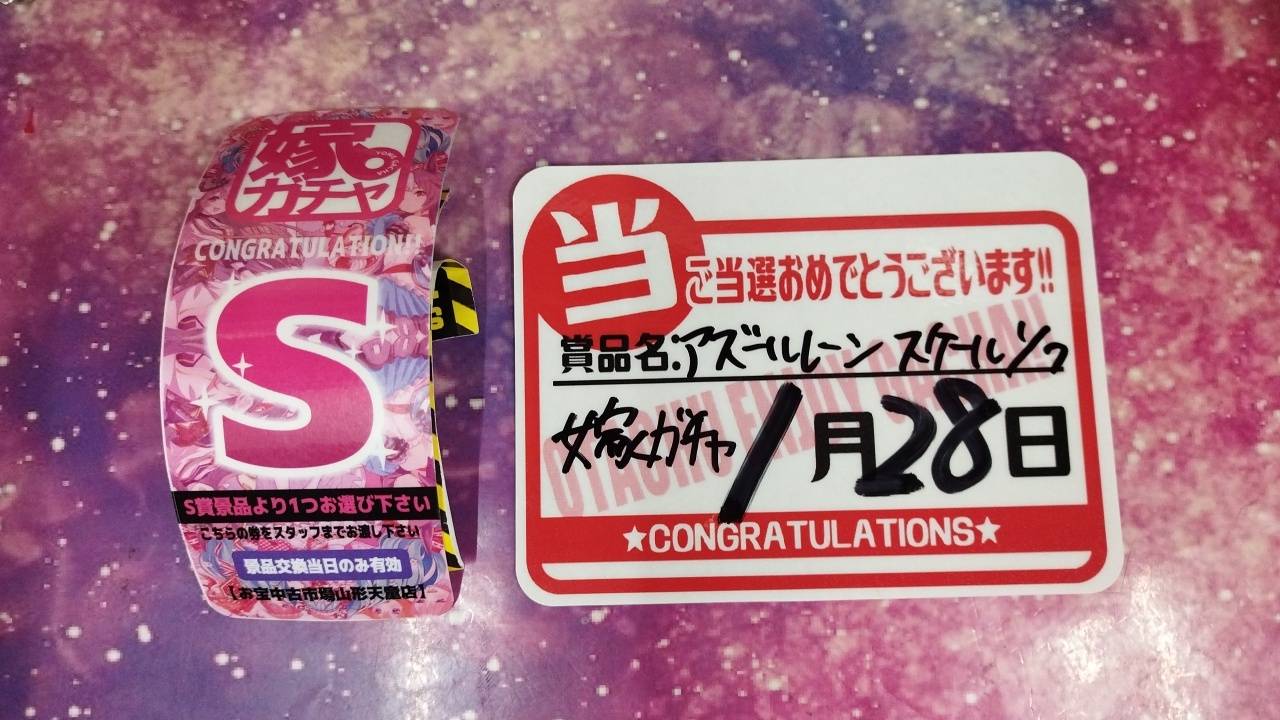 嫁
ガチャ
CONGRATULATION!!
S
S賞景品より1つお選び下さい
こちらの券をスタッフまでお渡し下さい
景品交換当日のみ有効
【お宝中古市場山形天童店】
当
ご当選おめでとうございます!!
賞品名:アズールレーン スケール1/7
嫁ガチャ 1月28日
★CONGRATULATIONS★